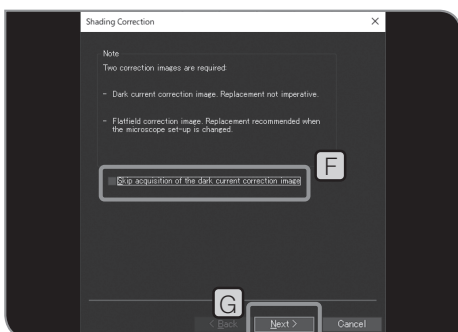 Shading Correction
Note
Two correction images are required:
- Dark current correction image. Replacement not imperative.
- Flatfield correction image. Replacement recommended when
the microscope set-up is changed.
Skip acquisition of the dark current correction image
F
G
< Back
Next >
Cancel